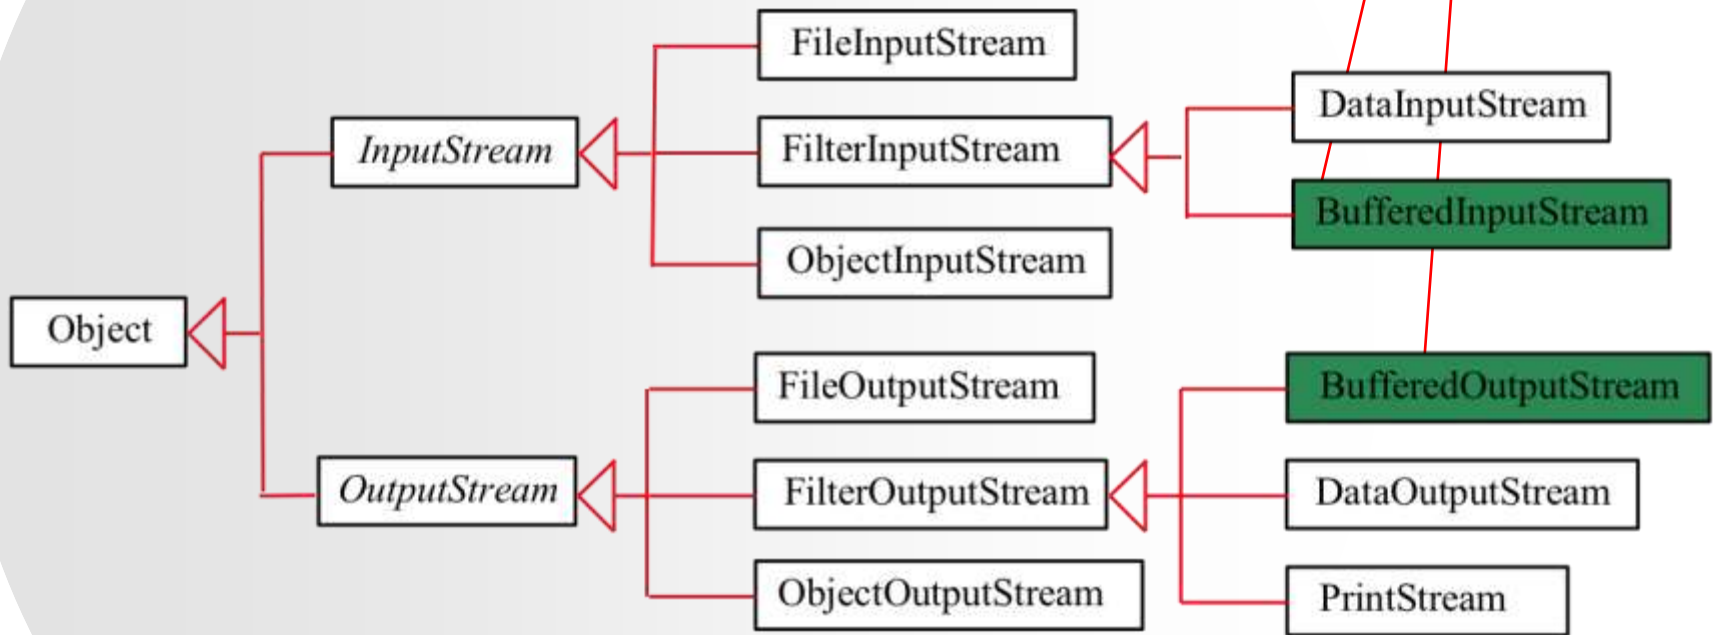 FileInputStream
DataInputStream
InputStream
FilterInputStream
BufferedInputStream
ObjectInputStream
Object
FileOutputStream
BufferedOutputStream
OutputStream
FilterOutputStream
DataOutputStream
ObjectOutputStream
PrintStream